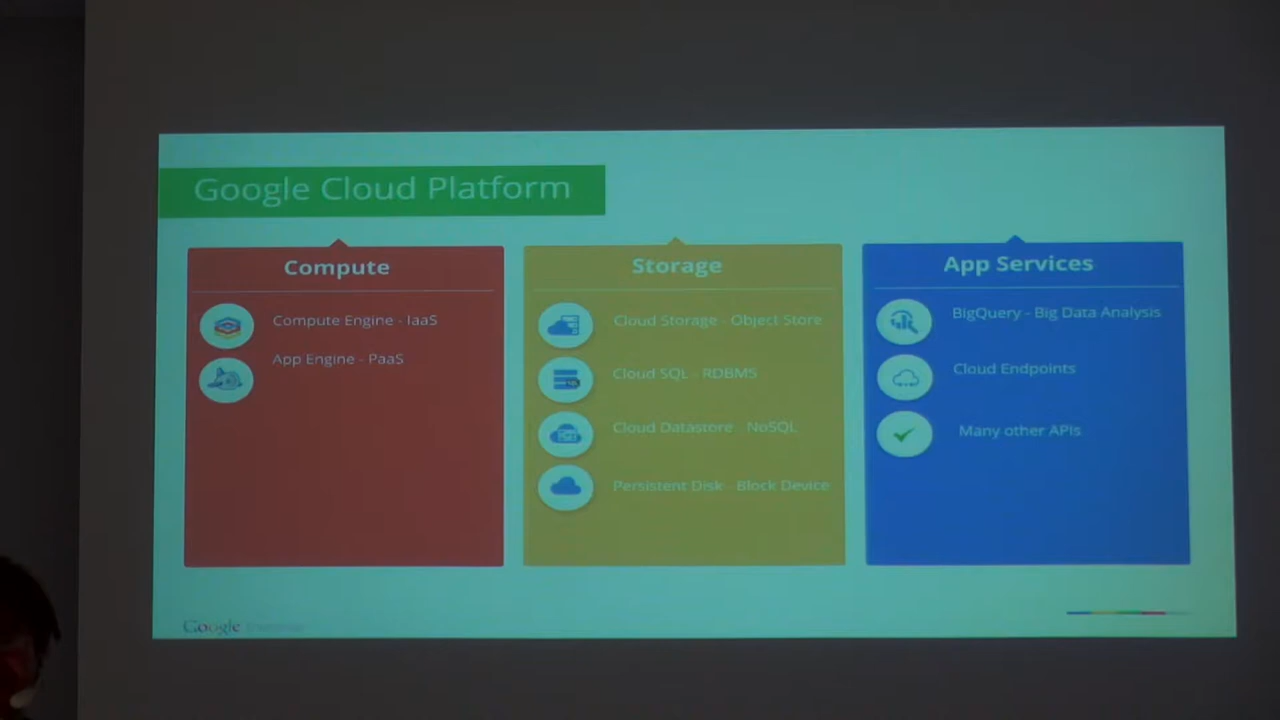 Google Cloud Platform
Compute
Compute Engine - IaaS
App Engine - PaaS
Storage
Cloud Storage - Object Store
Cloud SQL - RDBMS
Cloud Datastore - NoSQL
Persistent Disk - Block Device
App Services
BigQuery - Big Data Analysis
Cloud Endpoints
Many other APIs
Google